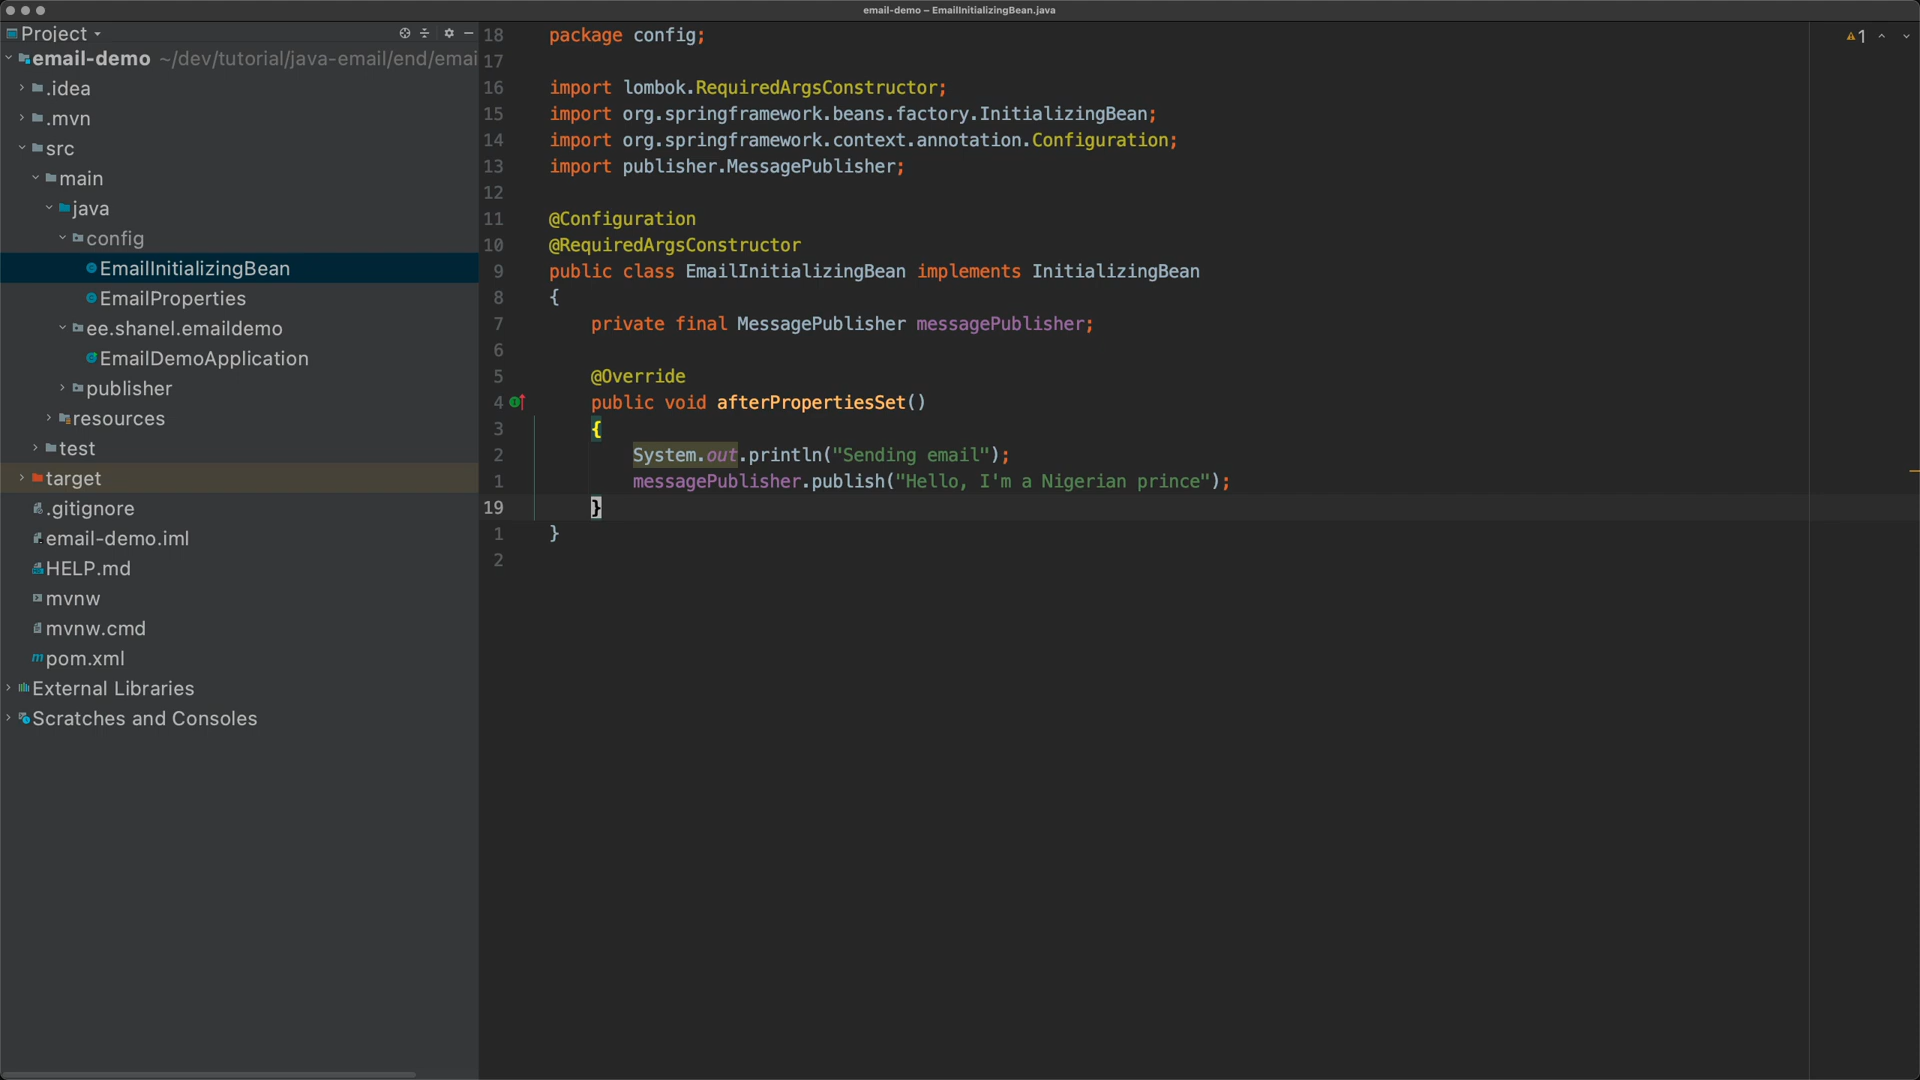 email-demo – EmailInitializingBean.java
Project
email-demo ~/dev/tutorial/java-email/end/emai
.idea
.mvn
src
main
java
config
EmailInitializingBean
EmailProperties
ee.shanel.emaildemo
EmailDemoApplication
publisher
resources
test
target
.gitignore
email-demo.iml
HELP.md
mvnw
mvnw.cmd
pom.xml
External Libraries
Scratches and Consoles
18 package config;
17
16 import lombok.RequiredArgsConstructor;
15 import org.springframework.beans.factory.InitializingBean;
14 import org.springframework.context.annotation.Configuration;
13 import publisher.MessagePublisher;
12
11 @Configuration
10 @RequiredArgsConstructor
9 public class EmailInitializingBean implements InitializingBean
8 {
7 private final MessagePublisher messagePublisher;
6
5 @Override
4 public void afterPropertiesSet()
3 {
2 System.out.println("Sending email");
1 messagePublisher.publish("Hello, I'm a Nigerian prince");
19 }
1 }
2
1